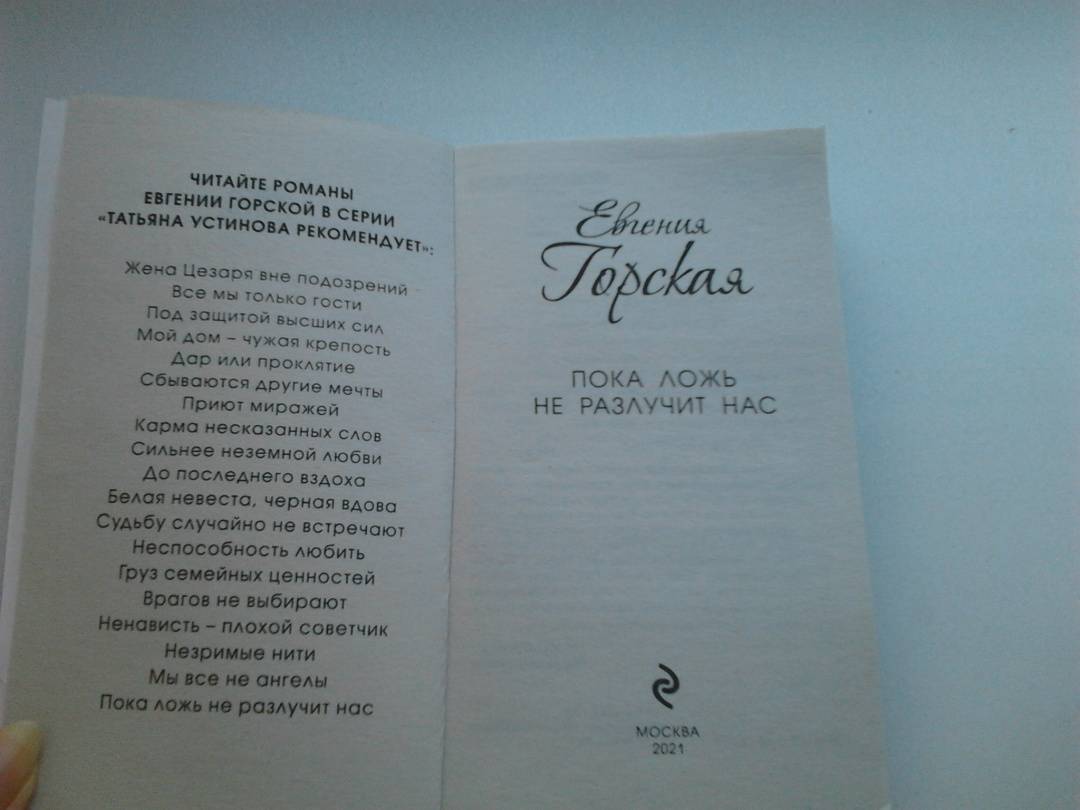 ЧИТАЙТЕ РОМАНЫ
ЕВГЕНИИ ГОРСКОЙ В СЕРИИ
«ТАТЬЯНА УСТИНОВА РЕКОМЕНДУЕТ»:
Жена Цезаря вне подозрений
Все мы только гости
Под защитой высших сил
Мой дом – чужая крепость
Дар или проклятие
Сбываются другие мечты
Приют миражей
Карма несказанных слов
Сильнее неземной любви
До последнего вздоха
Белая невеста, черная вдова
Судьбу случайно не встречают
Неспособность любить
Груз семейных ценностей
Врагов не выбирают
Ненависть – плохой советчик
Незримые нити
Мы все не ангелы
Пока ложь не разлучит нас
Евгения
Горская
ПОКА ЛОЖЬ
НЕ РАЗЛУЧИТ НАС
МОСКВА
2021